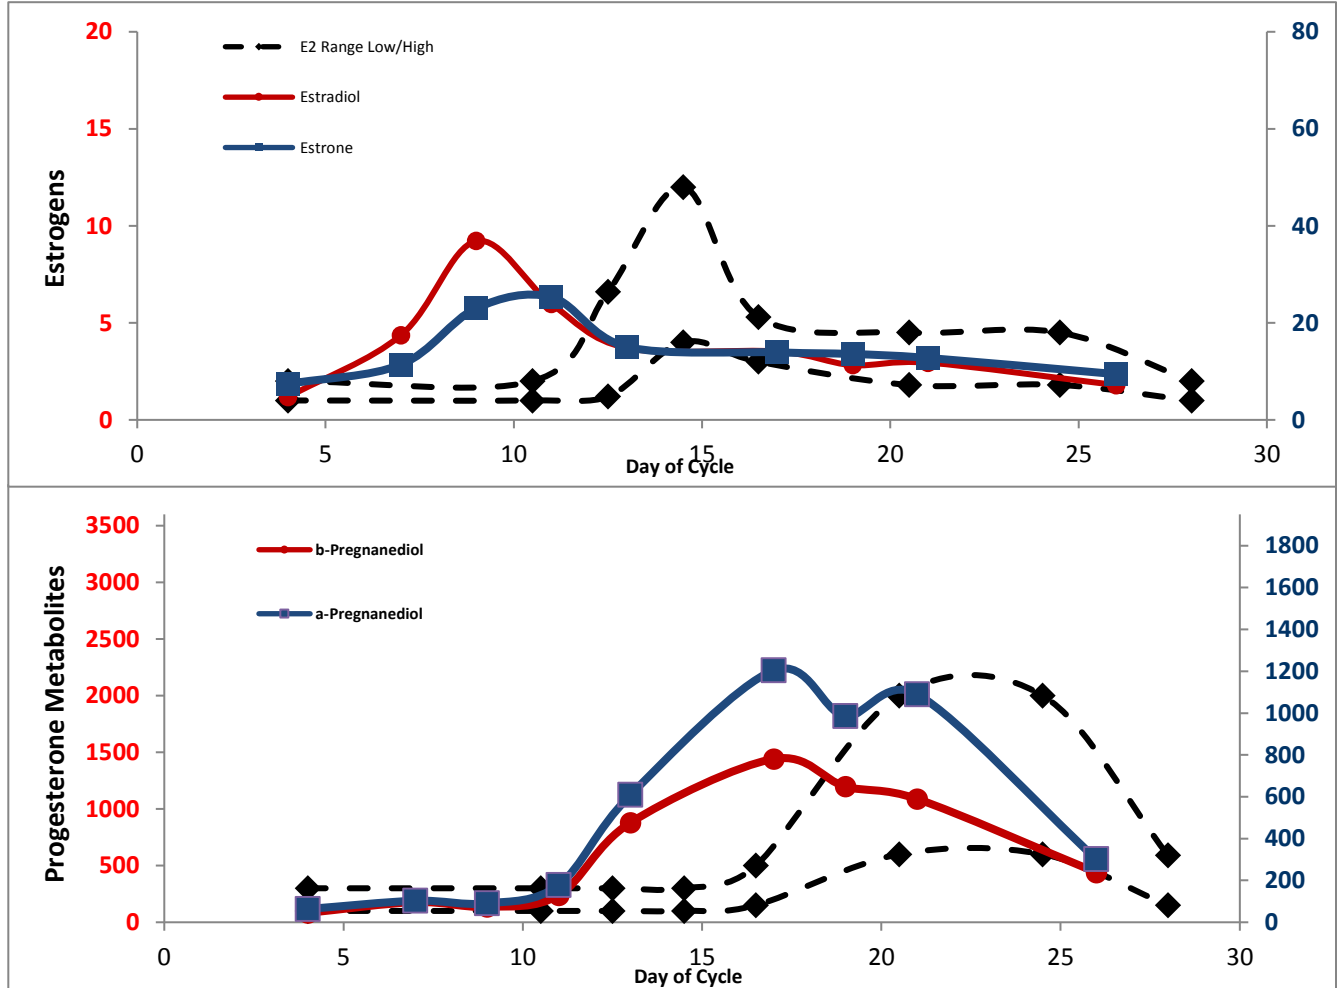 20
15
10
5
0
Estrogens
E2 Range Low/High
Estradiol
Estrone
80
60
40
20
0
0 5 10 15 20 25 30
Day of Cycle
3500
3000
2500
2000
1500
1000
500
0
Progesterone Metabolites
b-Pregnanediol
a-Pregnanediol
1800
1600
1400
1200
1000
800
600
400
200
0
0 5 10 15 20 25 30
Day of Cycle